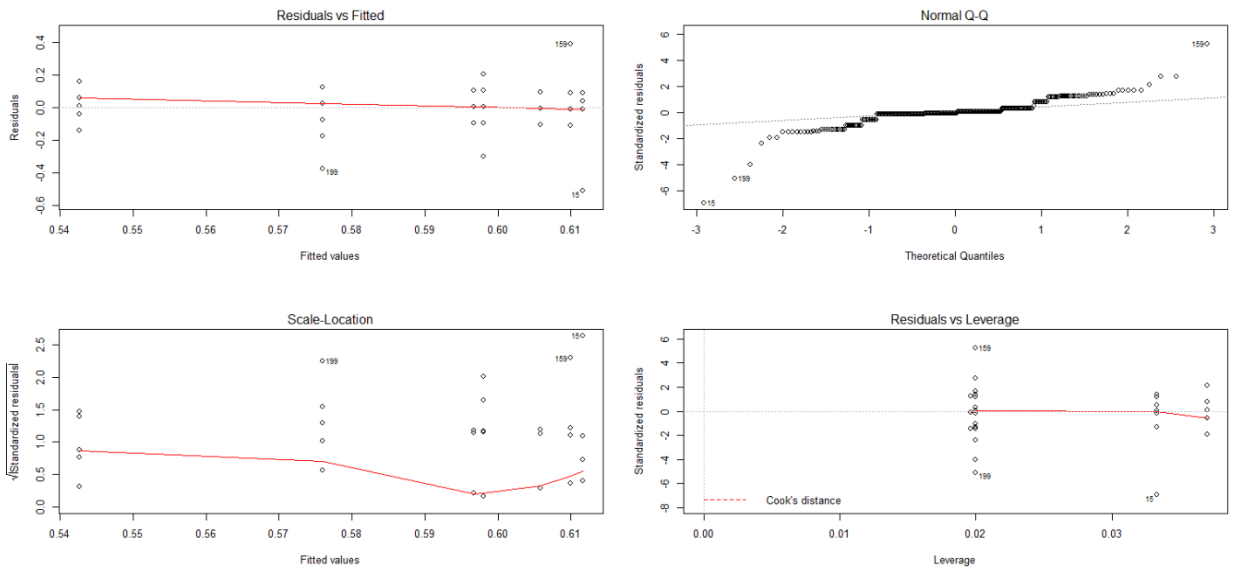 Residuals vs Fitted
Residuals
0.4
0.2
0.0
-0.2
-0.4
-0.6
159
199
15
0.54 0.55 0.56 0.57 0.58 0.59 0.60 0.61
Fitted values
Normal Q-Q
Standardized residuals
6
4
2
0
-2
-4
-6
159
199
15
-3 -2 -1 0 1 2 3
Theoretical Quantiles
Scale-Location
√|Standardized residuals|
2.5
2.0
1.5
1.0
0.5
0.0
15
159
199
0.54 0.55 0.56 0.57 0.58 0.59 0.60 0.61
Fitted values
Residuals vs Leverage
Standardized residuals
6
4
2
0
-2
-4
-6
-8
159
199
15
Cook's distance
0.00 0.01 0.02 0.03
Leverage